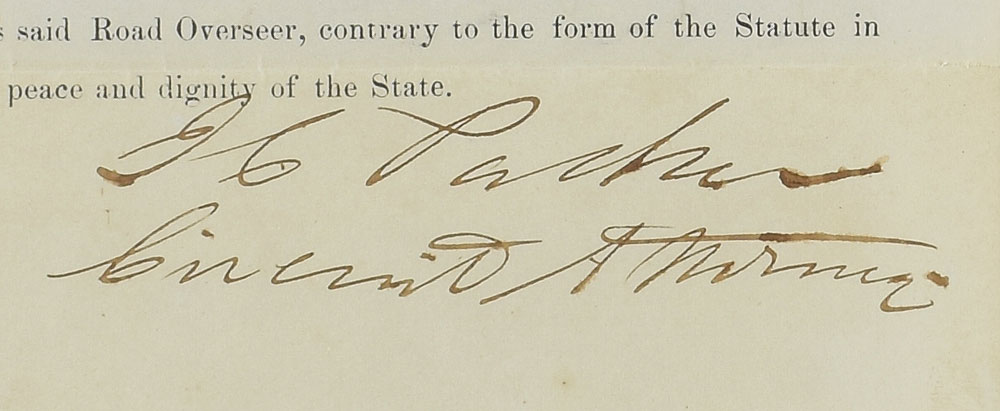 said Road Overseer, contrary to the form of the Statute in
peace and dignity of the State.
I C Parker
Circuit Attorney